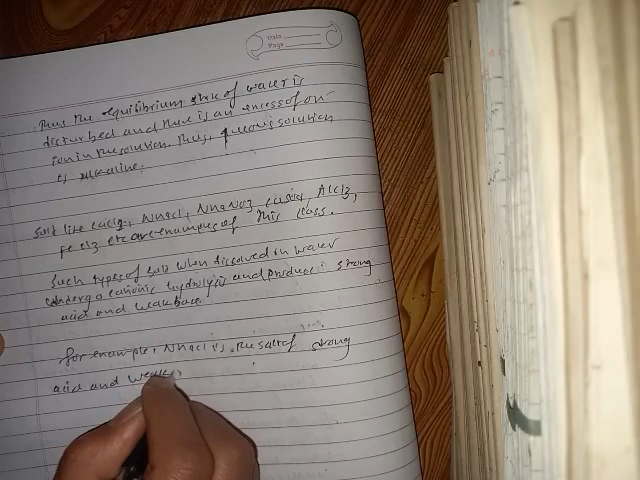 Date
Page
Thus the equilibrium state of water is
disturbed and there is an excess of OH-
ion in the solution. Thus, aqueous solution
is alkaline.
Salt like CaCl2, NH4Cl, NH4NO3, AlCl3,
FeCl3 etc are examples of this class.
Such types of salt when dissolved in water
undergo cationic hydrolysis and produce strong
acid and weak base.
For example, NH4Cl is the salt of strong
acid and weak